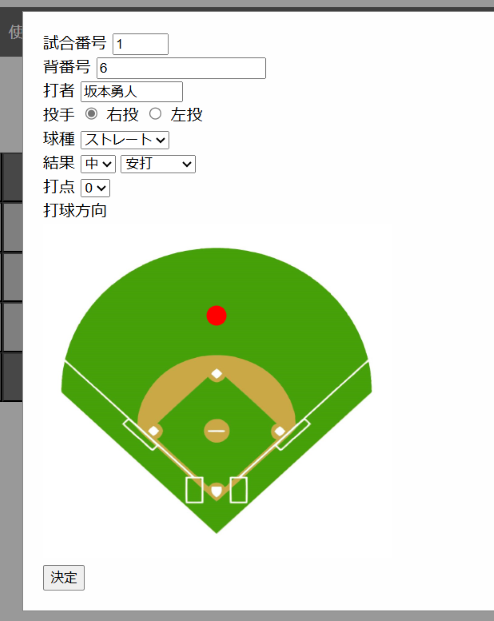 使
試合番号 1
背番号 6
打者 坂本勇人
投手 右投 左投
球種 ストレート
結果 中 安打
打点 0
打球方向
決定